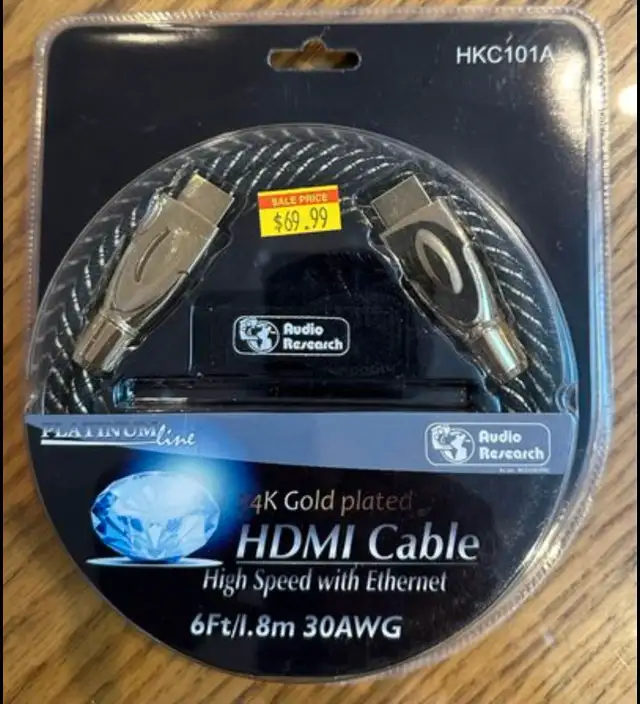 HKC101A
SALE PRICE
$69.99
Audio
Research
PLATINUM line
Audio
Research
24K Gold plated
HDMI Cable
High Speed with Ethernet
6Ft/1.8m 30AWG